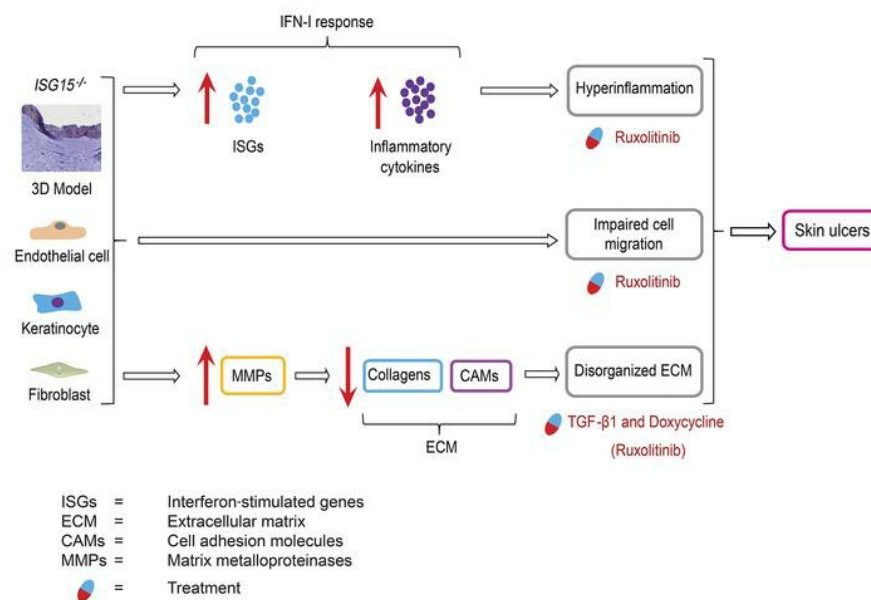 IFN-I response
ISG15-/-
3D Model
Endothelial cell
Keratinocyte
Fibroblast
ISGs
Inflammatory
cytokines
Hyperinflammation
Ruxolitinib
Impaired cell
migration
Ruxolitinib
MMPs
Collagens
CAMs
ECM
Disorganized ECM
TGF-β1 and Doxycycline
(Ruxolitinib)
Skin ulcers
ISGs = Interferon-stimulated genes
ECM = Extracellular matrix
CAMs = Cell adhesion molecules
MMPs = Matrix metalloproteinases
= Treatment